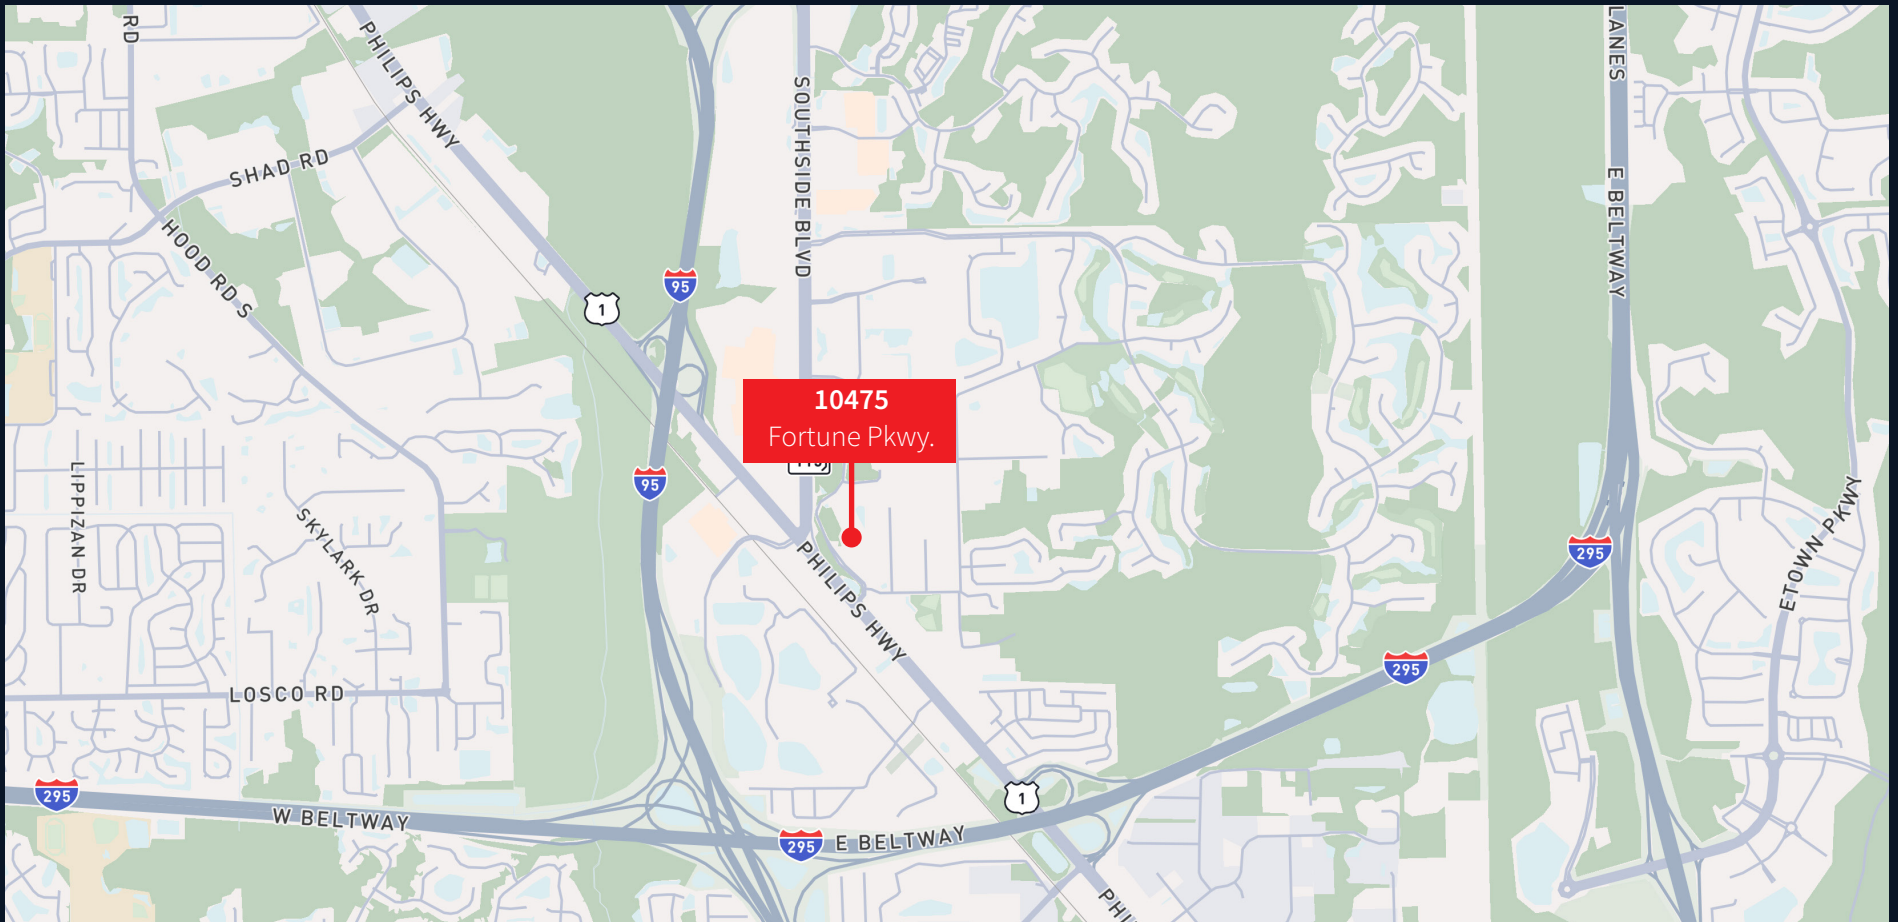 RD
PHILIPS HWY
LANES
SOUTHSIDE BLVD
SHAD RD
E BELTWAY
HOOD RD S
95
1
10475
Fortune Pkwy.
LIPPIZAN DR
95
SKYLARK DR
ETOWN PKWY
295
PHILIPS HWY
295
LOSCO RD
295
1
W BELTWAY
295
E BELTWAY
PHI